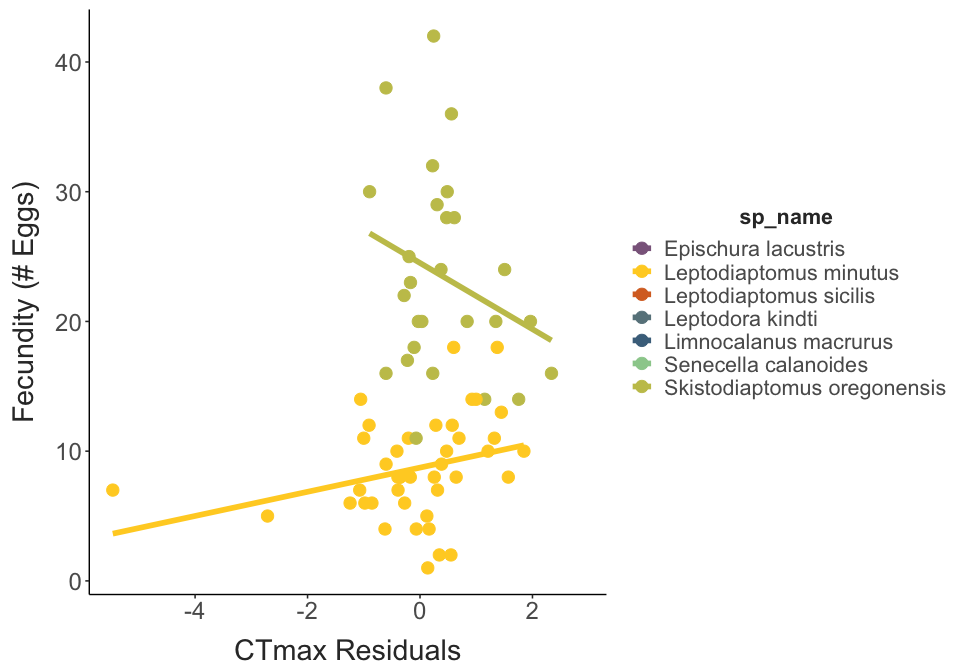 40
30
20
10
0
-4 -2 0 2
Fecundity (# Eggs)
CTmax Residuals
sp_name
Epischura lacustris
Leptodiaptomus minutus
Leptodiaptomus sicilis
Leptodora kindti
Limnocalanus macrurus
Senecella calanoides
Skistodiaptomus oregonensis